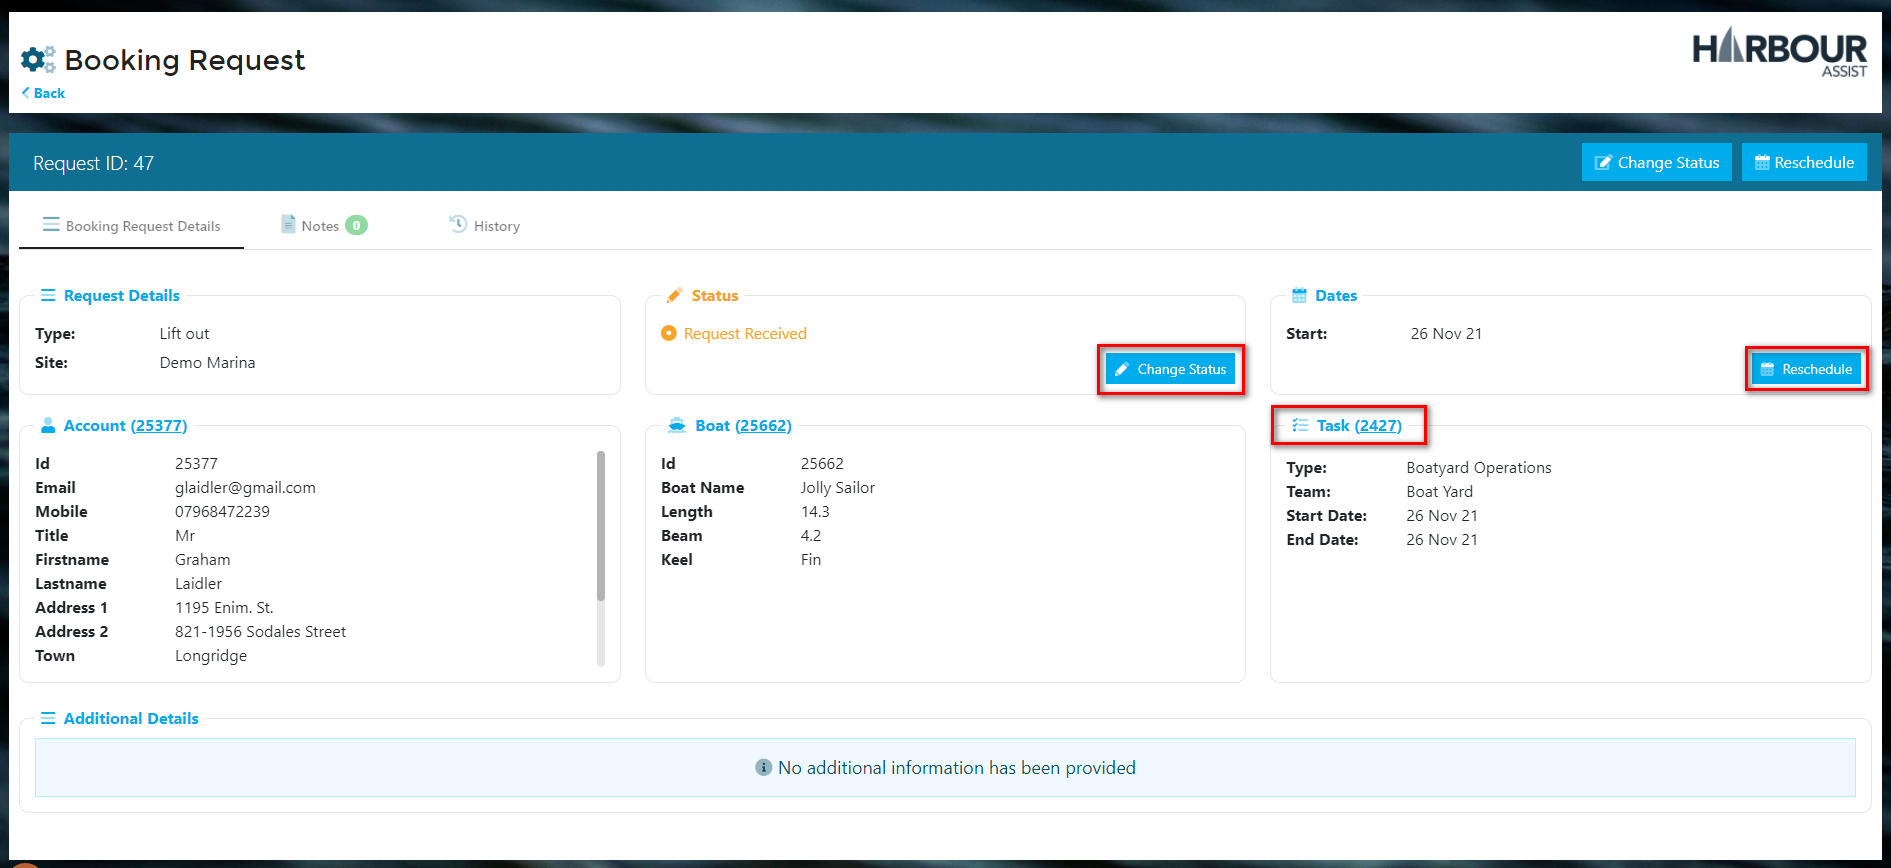 Booking Request
Back
HARBOUR
ASSIST
Request ID: 47
Change Status
Reschedule
Booking Request Details
Notes 0
History
Request Details
Type: Lift out
Site: Demo Marina
Status
Request Received
Change Status
Dates
Start: 26 Nov 21
Reschedule
Account (25377)
Id 25377
Email glaidler@gmail.com
Mobile 07968472239
Title Mr
Firstname Graham
Lastname Laidler
Address 1 1195 Enim. St.
Address 2 821-1956 Sodales Street
Town Longridge
Boat (25662)
Id 25662
Boat Name Jolly Sailor
Length 14.3
Beam 4.2
Keel Fin
Task (2427)
Type: Boatyard Operations
Team: Boat Yard
Start Date: 26 Nov 21
End Date: 26 Nov 21
Additional Details
No additional information has been provided